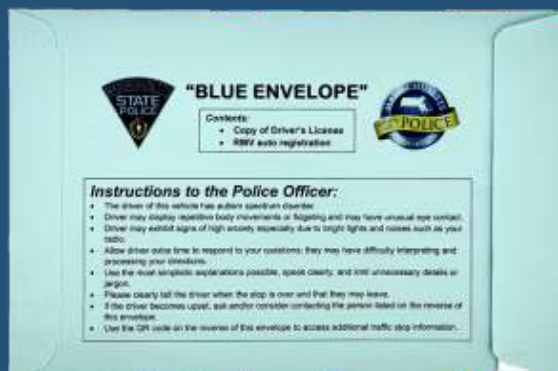 STATE
POLICE
"BLUE ENVELOPE"
Contents:
• Copy of Driver's License
• RMV auto registration
MASSACHUSETTS
POLICE
Instructions to the Police Officer:
• The driver of this vehicle has autism spectrum disorder.
• Driver may display repetitive body movements or fidgeting and may have unusual eye contact.
• Driver may exhibit signs of high anxiety especially due to bright lights and noises such as your
radio.
• Allow driver extra time to respond to your questions; they may have difficulty interpreting and
processing your directions.
• Use the most simplistic explanations possible, speak clearly, and limit unnecessary details or
jargon.
• Please clearly tell the driver when the stop is over and that they may leave.
• If the driver becomes upset, ask and/or consider contacting the person listed on the reverse of
this envelope.
• Use the QR code on the reverse of this envelope to access additional traffic stop information.